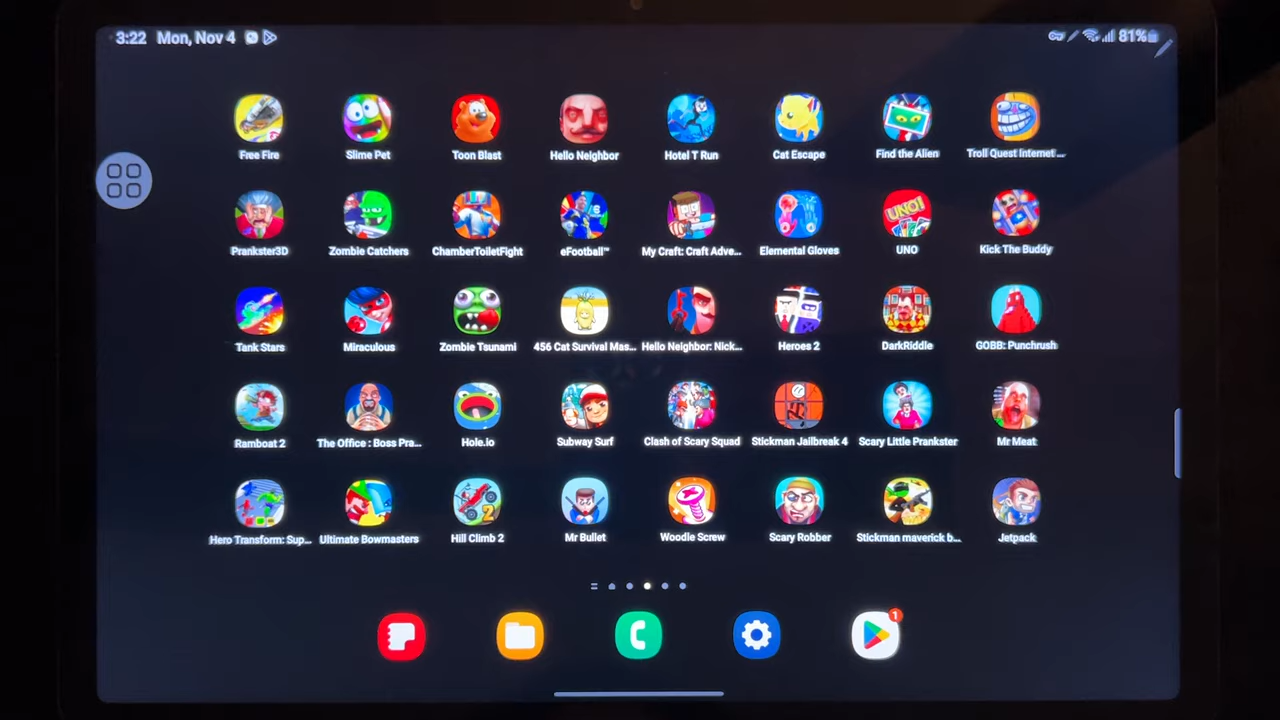 3:22 Mon, Nov 4
81%
Free Fire
Slime Pet
Toon Blast
Hello Neighbor
Hotel T Run
Cat Escape
Find the Alien
Troll Quest Internet ...
Prankster3D
Zombie Catchers
ChamberToiletFight
eFootball™
My Craft: Craft Adve...
Elemental Gloves
UNO!
UNO
Kick The Buddy
Tank Stars
Miraculous
Zombie Tsunami
456 Cat Survival Mas...
Hello Neighbor: Nick...
Heroes 2
DarkRiddle
GOBB: Punchrush
Ramboat 2
The Office : Boss Pra...
Hole.io
Subway Surf
Clash of Scary Squad
Stickman Jailbreak 4
Scary Little Prankster
Mr Meat
Hero Transform: Sup...
Ultimate Bowmasters
2
Hill Climb 2
Mr Bullet
Woodle Screw
Scary Robber
Stickman maverick b...
Jetpack
1